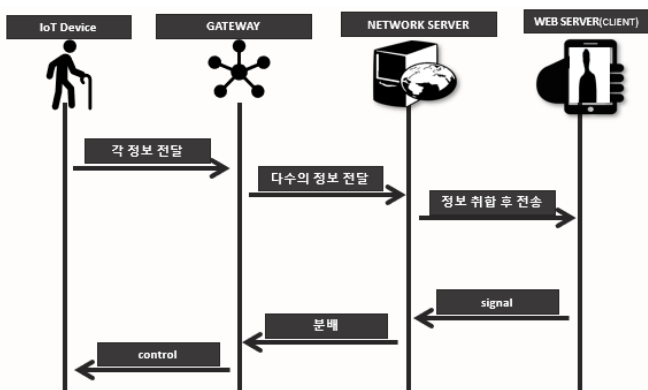 IoT Device
GATEWAY
NETWORK SERVER
WEB SERVER(CLIENT)
각 정보 전달
다수의 정보 전달
정보 취합 후 전송
signal
분배
control